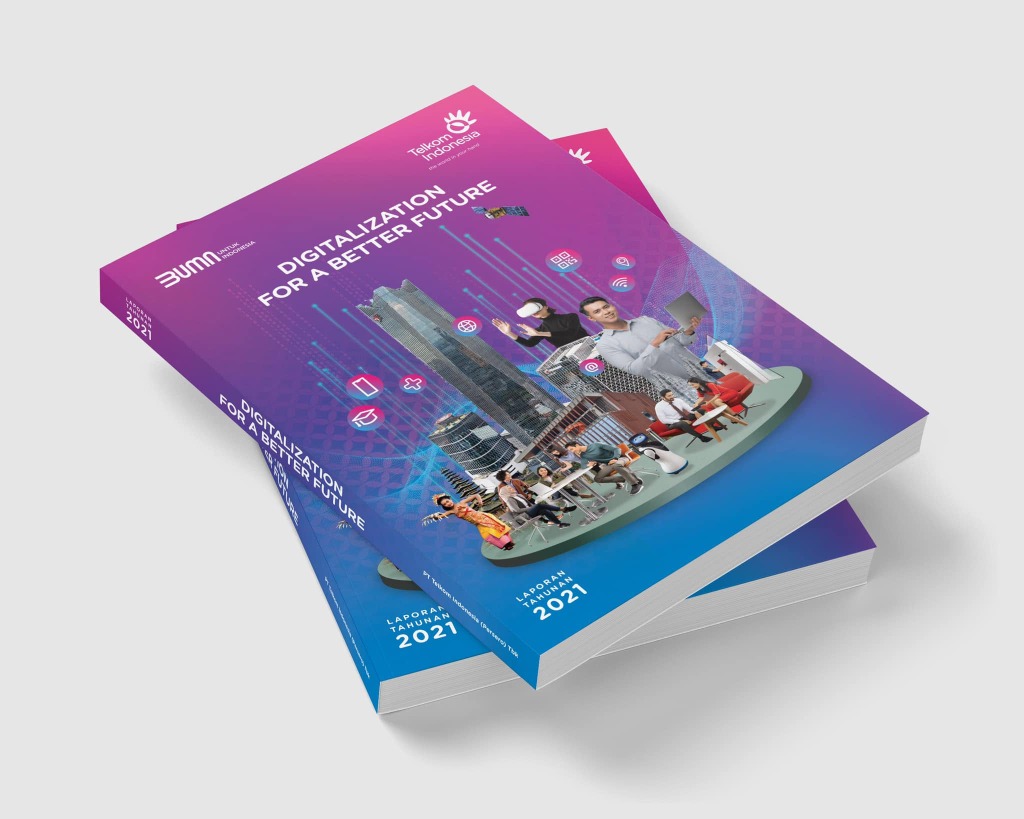 Telkom
Indonesia
the world in your hand
BUMN
UNTUK
INDONESIA
DIGITALIZATION
FOR A BETTER FUTURE
@
LAPORAN
TAHUNAN
2021
LAPORAN
TAHUNAN
2021
DIGITALIZATION
FOR A BETTER FUTURE
PT Telkom Indonesia (Persero) Tbk
FUTURE
LAPORAN
TAHUNAN
2021